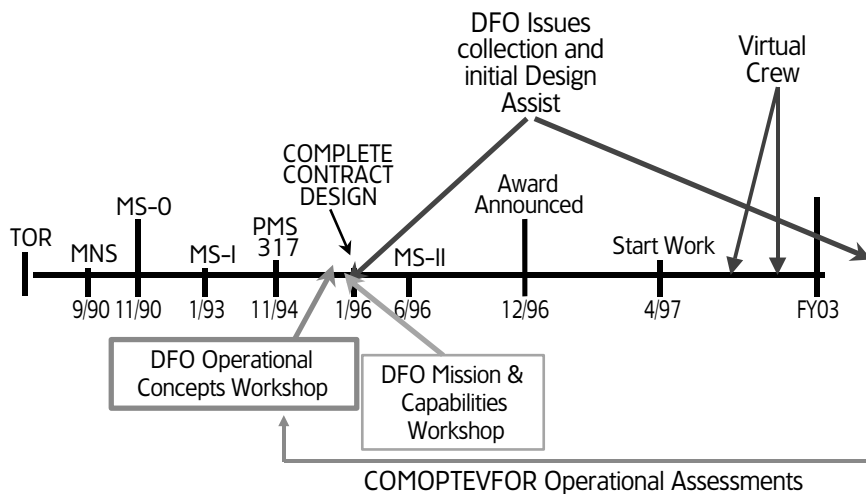 DFO Issues
collection and
initial Design
Assist
Virtual
Crew
COMPLETE
CONTRACT
DESIGN
Award
Announced
MS-0
PMS
317
TOR
MNS
MS-I
MS-II
Start Work
9/90
11/90
1/93
11/94
1/96
6/96
12/96
4/97
FY03
DFO Operational
Concepts Workshop
DFO Mission &
Capabilities
Workshop
COMOPTEVFOR Operational Assessments